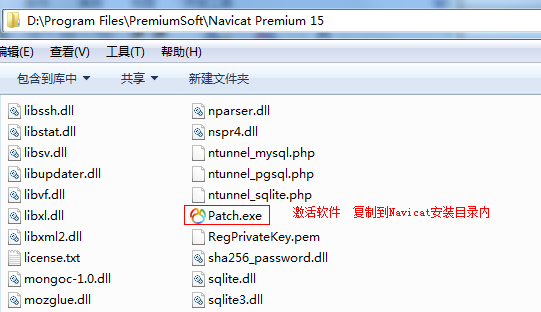 D:\Program Files\PremiumSoft\Navicat Premium 15
编辑(E) 查看(V) 工具(T) 帮助(H)
包含到库中 共享 新建文件夹
libssh.dll
libstat.dll
libsv.dll
libupdater.dll
libvf.dll
libxl.dll
libxml2.dll
license.txt
mongoc-1.0.dll
mozglue.dll
nparser.dll
nspr4.dll
ntunnel_mysql.php
ntunnel_pgsql.php
ntunnel_sqlite.php
Patch.exe 激活软件 复制到Navicat安装目录内
RegPrivateKey.pem
sha256_password.dll
sqlite.dll
sqlite3.dll